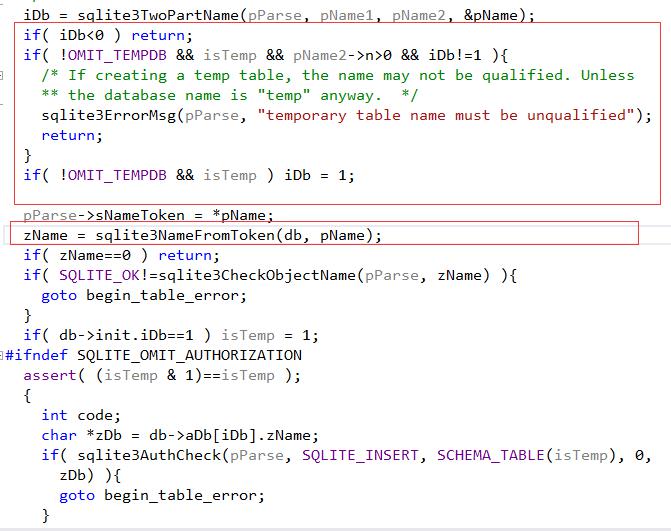 iDb = sqlite3TwoPartName(pParse, pName1, pName2, &pName);
if( iDb<0 ) return;
if( !OMIT_TEMPDB && isTemp && pName2->n>0 && iDb!=1 ){
/* If creating a temp table, the name may not be qualified. Unless
** the database name is "temp" anyway.  */
sqlite3ErrorMsg(pParse, "temporary table name must be unqualified");
return;
}
if( !OMIT_TEMPDB && isTemp ) iDb = 1;
pParse->sNameToken = *pName;
zName = sqlite3NameFromToken(db, pName);
if( zName==0 ) return;
if( SQLITE_OK!=sqlite3CheckObjectName(pParse, zName) ){
goto begin_table_error;
}
if( db->init.iDb==1 ) isTemp = 1;
#ifndef SQLITE_OMIT_AUTHORIZATION
assert( (isTemp & 1)==isTemp );
{
int code;
char *zDb = db->aDb[iDb].zName;
if( sqlite3AuthCheck(pParse, SQLITE_INSERT, SCHEMA_TABLE(isTemp), 0,
zDb) ){
goto begin_table_error;
}